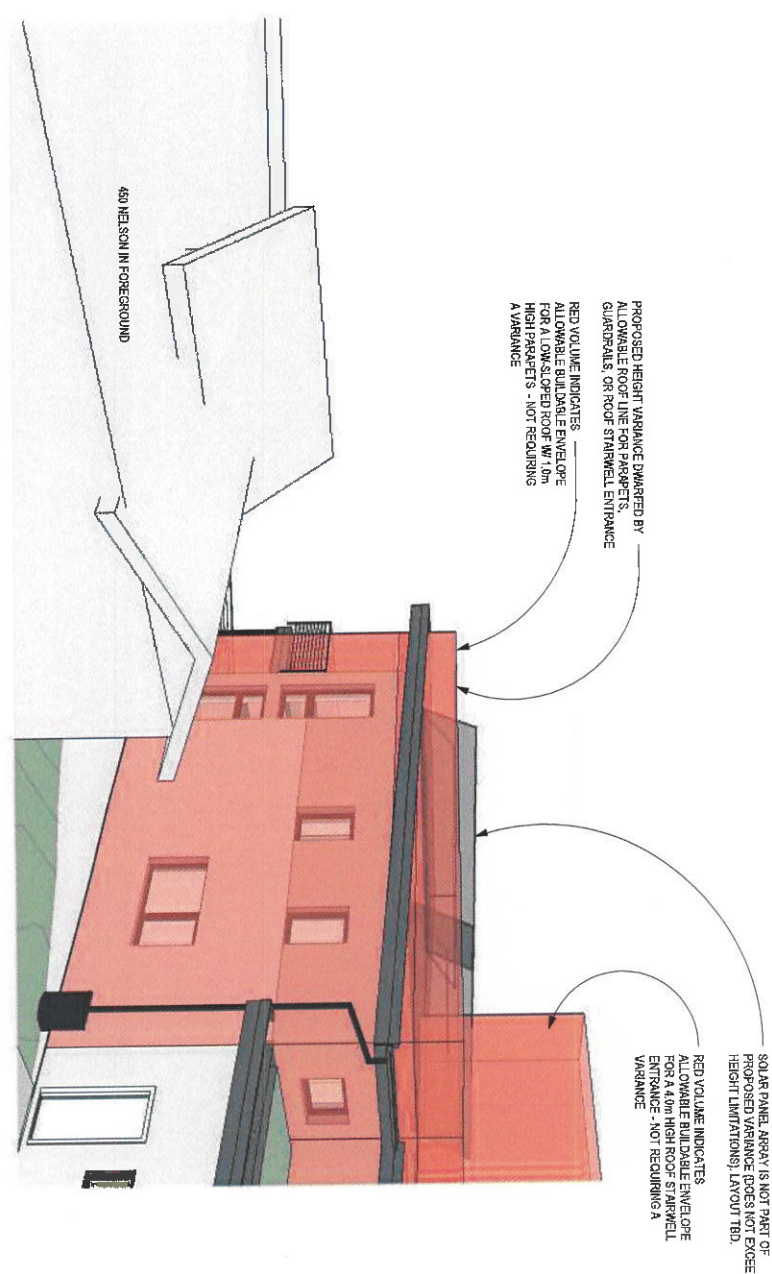 SOLAR PANEL ARRAY IS NOT PART OF
PROPOSED VARIANCE (DOES NOT EXCEE
HEIGHT LIMITATIONS). LAYOUT TBD.
PROPOSED HEIGHT VARIANCE DWARFED BY
ALLOWABLE ROOF LINE FOR PARAPETS,
GUARDRAILS, OR ROOF STAIRWELL ENTRANCE
RED VOLUME INDICATES
ALLOWABLE BUILDABLE ENVELOPE
FOR A LOW-SLOPED ROOF W/ 1.0m
HIGH PARAPETS - NOT REQUIRING
A VARIANCE
RED VOLUME INDICATES
ALLOWABLE BUILDABLE ENVELOPE
FOR A 4.0m HIGH ROOF STAIRWELL
ENTRANCE - NOT REQUIRING A
VARIANCE
450 NELSON IN FOREGROUND